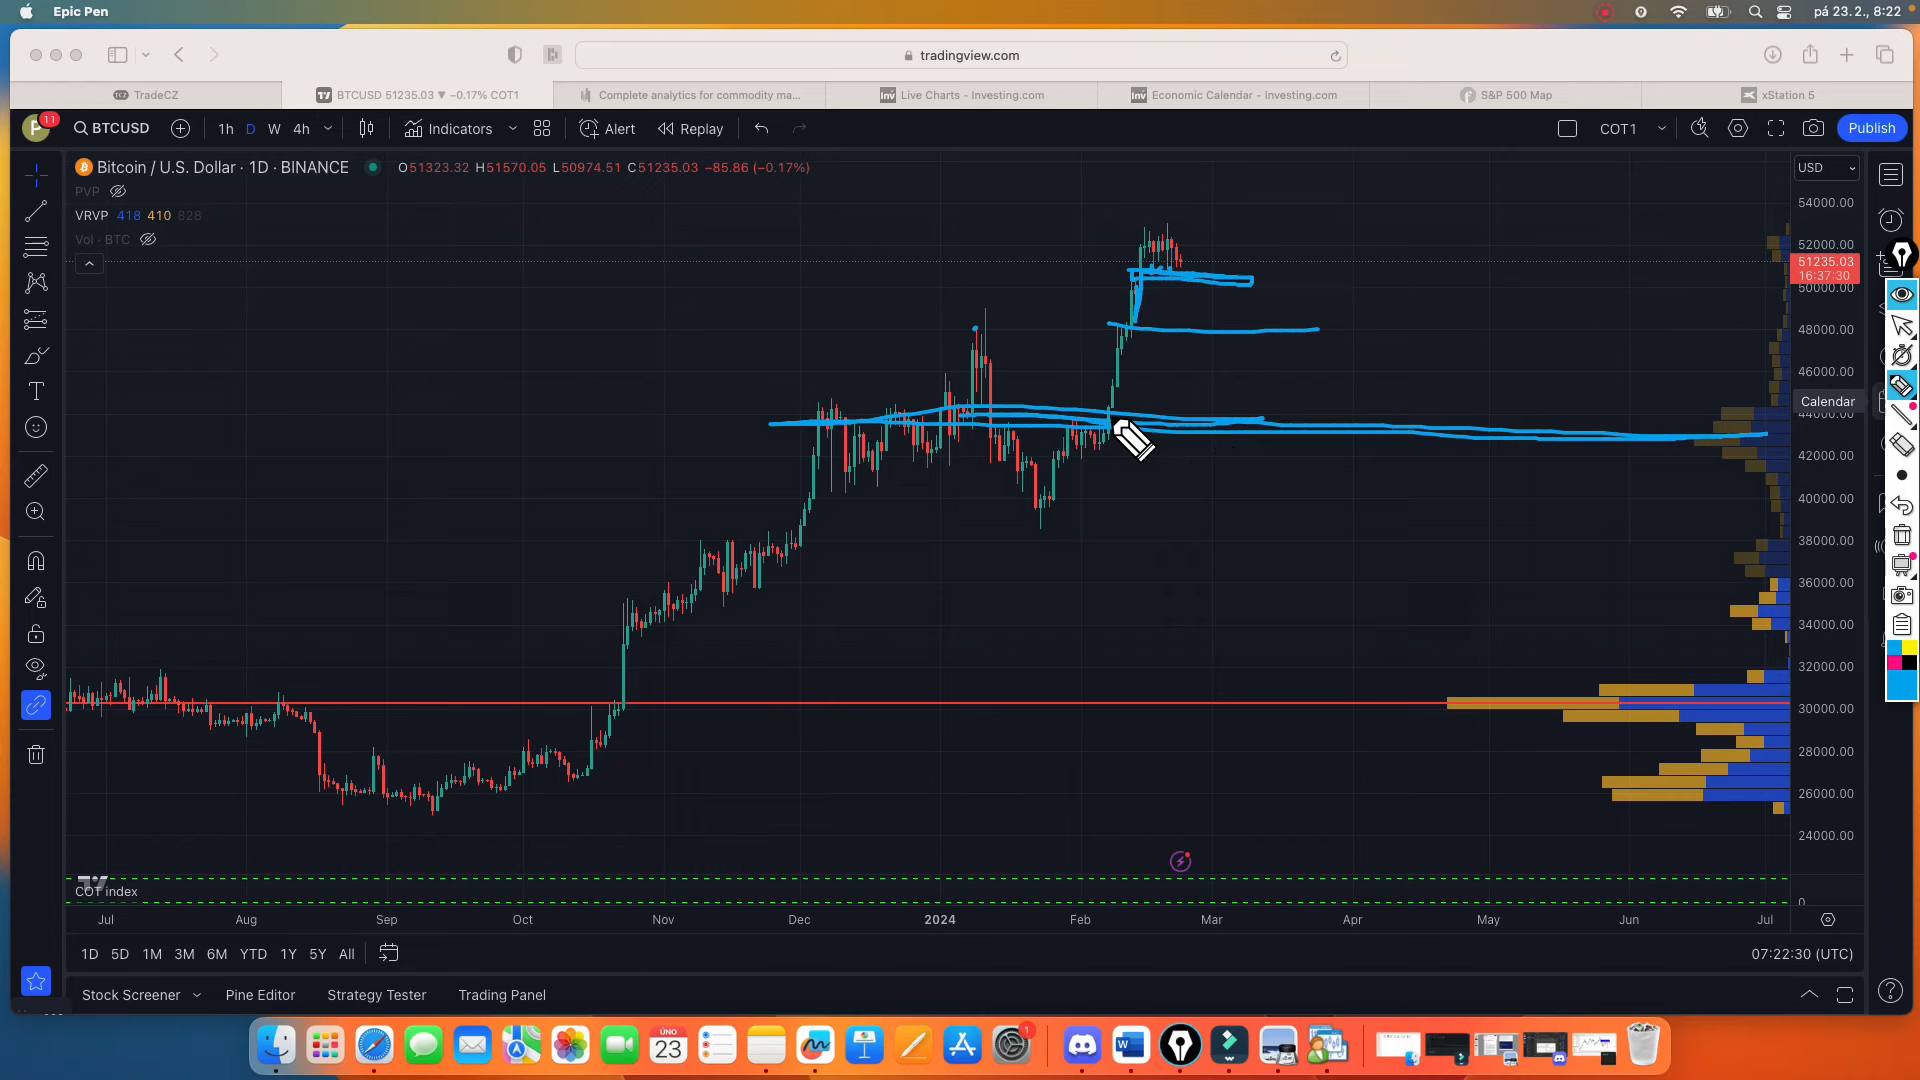 Epic Pen
pá 23.2., 8:22
tradingview.com
TradeCZ
BTCUSD 51235.03 ▼ −0.17% COT1
Complete analytics for commodity ma...
Live Charts - Investing.com
Economic Calendar - Investing.com
S&P 500 Map
xStation 5
P
11
BTCUSD
1h
D
W
4h
Indicators
Alert
Replay
COT1
Publish
Bitcoin / U.S. Dollar · 1D · BINANCE
O51323.32 H51570.05 L50974.51 C51235.03 −85.86 (−0.17%)
USD
PVP
VRVP 418 410 828
Vol · BTC
54000.00
52000.00
51235.03
16:37:30
50000.00
48000.00
46000.00
Calendar
44000.00
42000.00
40000.00
38000.00
36000.00
34000.00
32000.00
30000.00
28000.00
26000.00
24000.00
COT index
0
Jul
Aug
Sep
Oct
Nov
Dec
2024
Feb
Mar
Apr
May
Jun
Jul
1D
5D
1M
3M
6M
YTD
1Y
5Y
All
07:22:30 (UTC)
Stock Screener
Pine Editor
Strategy Tester
Trading Panel
ÚNO
23
1